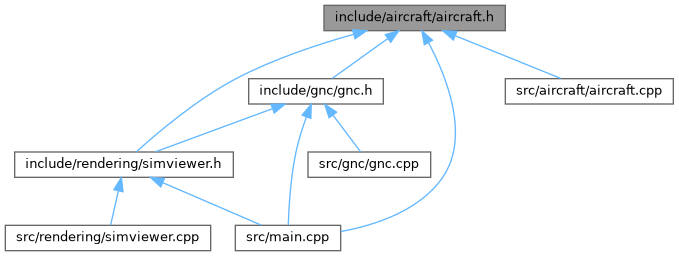 include/aircraft/aircraft.h
include/gnc/gnc.h
src/aircraft/aircraft.cpp
include/rendering/simviewer.h
src/gnc/gnc.cpp
src/rendering/simviewer.cpp
src/main.cpp